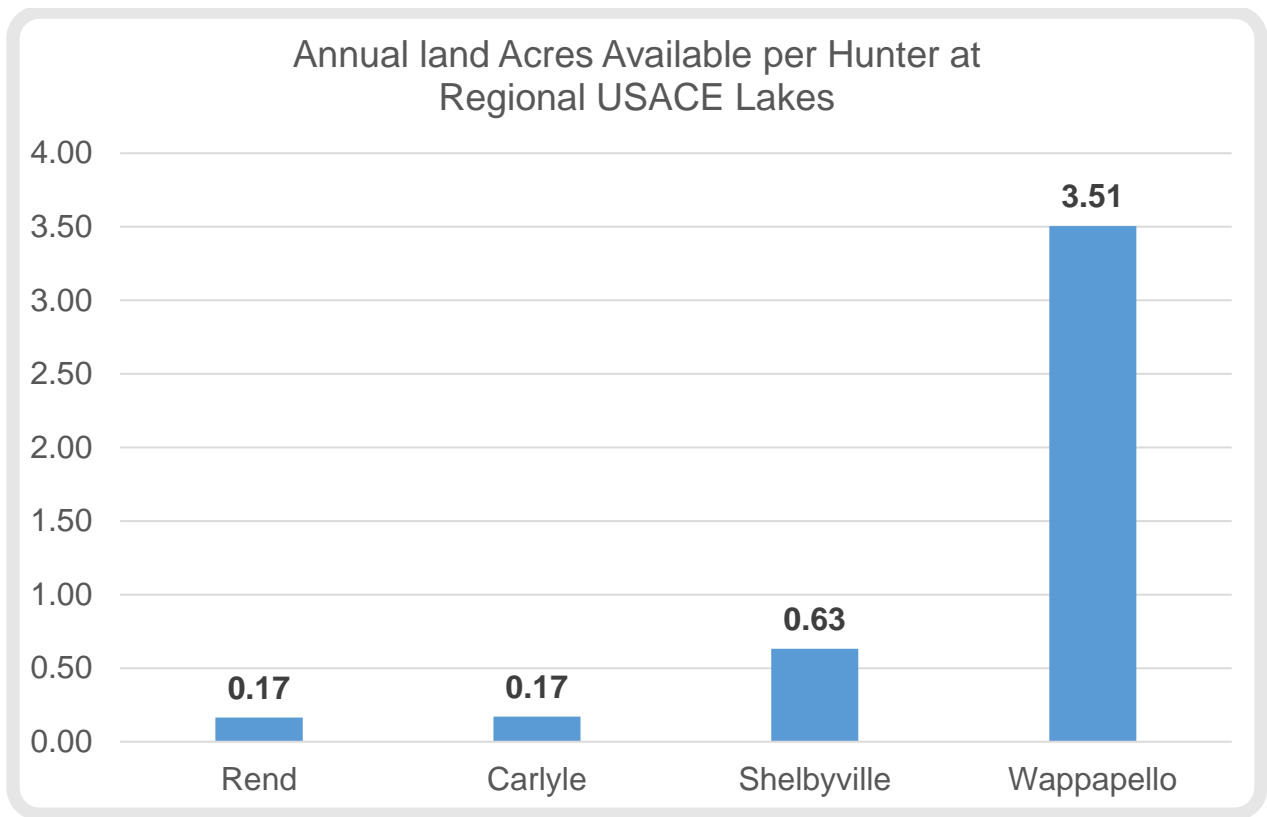 Annual land Acres Available per Hunter at
Regional USACE Lakes
4.00
3.50
3.00
2.50
2.00
1.50
1.00
0.50
0.00
0.17
0.17
0.63
3.51
Rend
Carlyle
Shelbyville
Wappapello